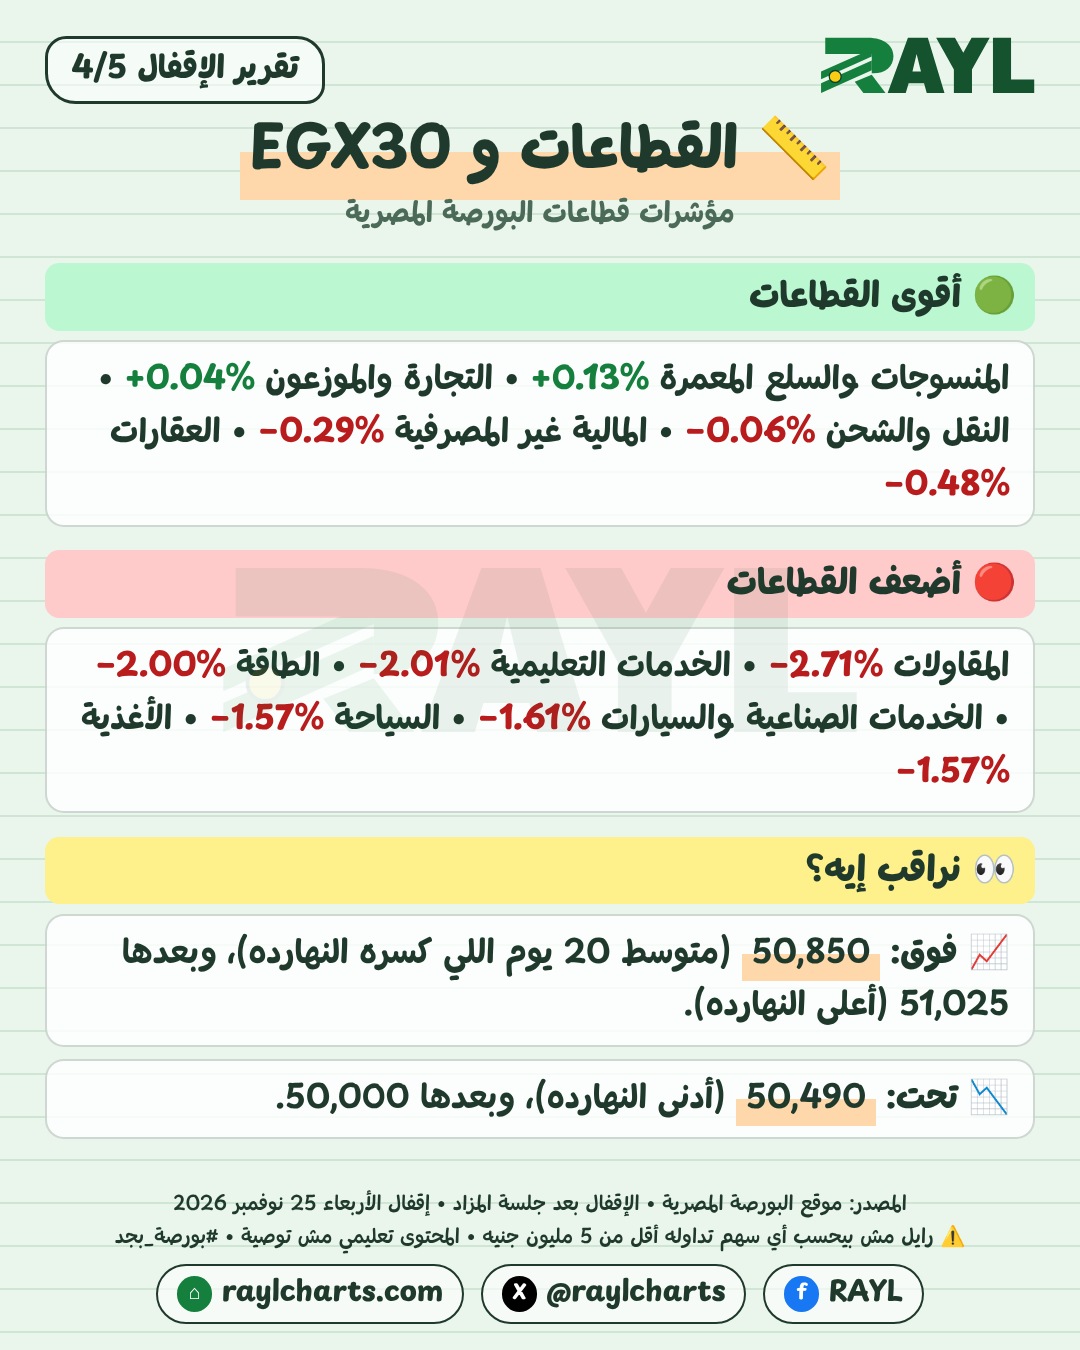 RAYL
تقرير الإقفال 4/5
القطاعات و EGX30
مؤشرات قطاعات البورصة المصرية
أقوى القطاعات
المنسوجات والسلع المعمرة +0.13% • التجارة والموزعون +0.04% •
النقل والشحن −0.06% • المالية غير المصرفية −0.29% • العقارات
−0.48%
أضعف القطاعات
المقاولات −2.71% • الخدمات التعليمية −2.01% • الطاقة −2.00%
• الخدمات الصناعية والسيارات −1.61% • السياحة −1.57% • الأغذية
−1.57%
نراقب إيه؟
فوق: 50,850 (متوسط 20 يوم اللي كسره النهارده)، وبعدها
51,025 (أعلى النهارده).
تحت: 50,490 (أدنى النهارده)، وبعدها 50,000.
المصدر: موقع البورصة المصرية • الإقفال بعد جلسة المزاد • إقفال الأربعاء 25 نوفمبر 2026
رايل مش بيحسب أي سهم تداوله أقل من 5 مليون جنيه • المحتوى تعليمي مش توصية • #بورصة_بجد
RAYL
@raylcharts
raylcharts.com